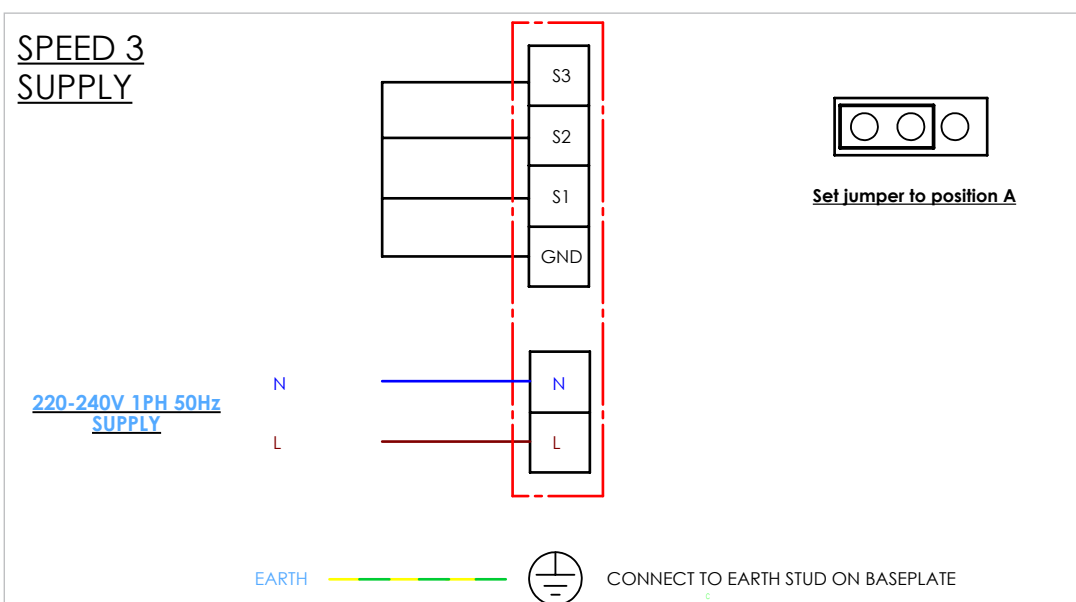 SPEED 3
SUPPLY
S3
S2
S1
GND
Set jumper to position A
N
N
220-240V 1PH 50Hz
SUPPLY
L
L
EARTH
CONNECT TO EARTH STUD ON BASEPLATE
c